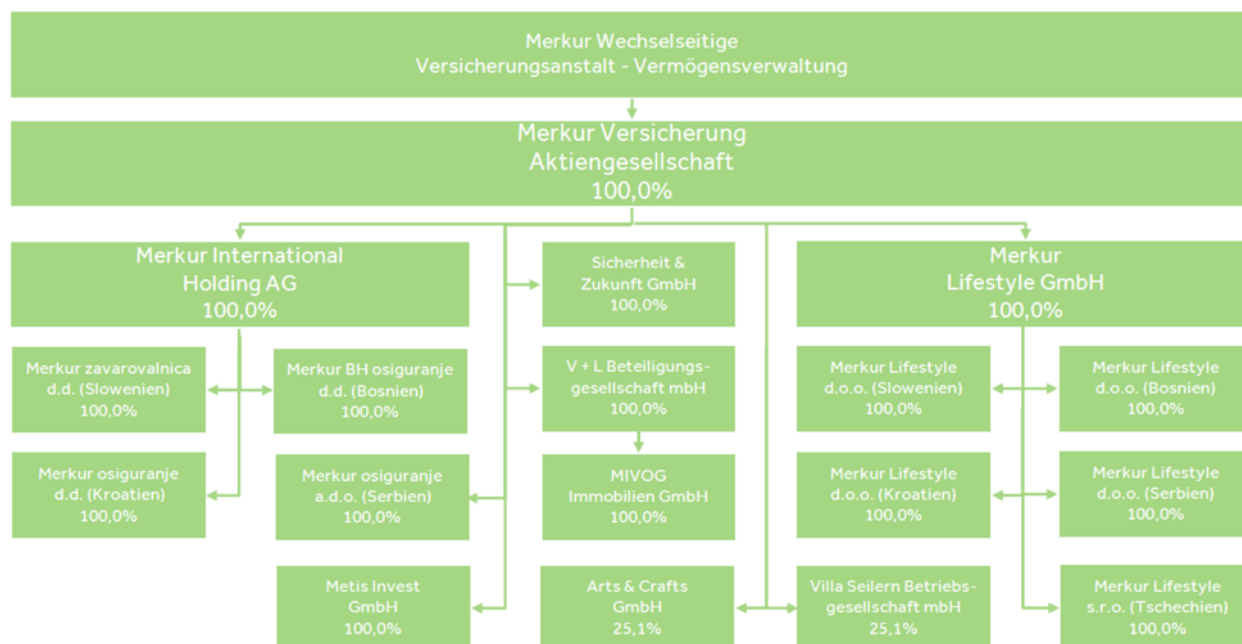 Merkur Wechselseitige
Versicherungsanstalt - Vermögensverwaltung
Merkur Versicherung
Aktiengesellschaft
100,0%
Merkur International
Holding AG
100,0%
Sicherheit &
Zukunft GmbH
100,0%
Merkur
Lifestyle GmbH
100,0%
Merkur zavarovalnica
d.d. (Slowenien)
100,0%
Merkur BH osiguranje
d.d. (Bosnien)
100,0%
V + L Beteiligungs-
gesellschaft mbH
100,0%
Merkur Lifestyle
d.o.o. (Slowenien)
100,0%
Merkur Lifestyle
d.o.o. (Bosnien)
100,0%
Merkur osiguranje
d.d. (Kroatien)
100,0%
Merkur osiguranje
a.d.o. (Serbien)
100,0%
MIVOG
Immobilien GmbH
100,0%
Merkur Lifestyle
d.o.o. (Kroatien)
100,0%
Merkur Lifestyle
d.o.o. (Serbien)
100,0%
Metis Invest
GmbH
100,0%
Arts & Crafts
GmbH
25,1%
Villa Seilern Betriebs-
gesellschaft mbH
25,1%
Merkur Lifestyle
s.r.o. (Tschechien)
100,0%